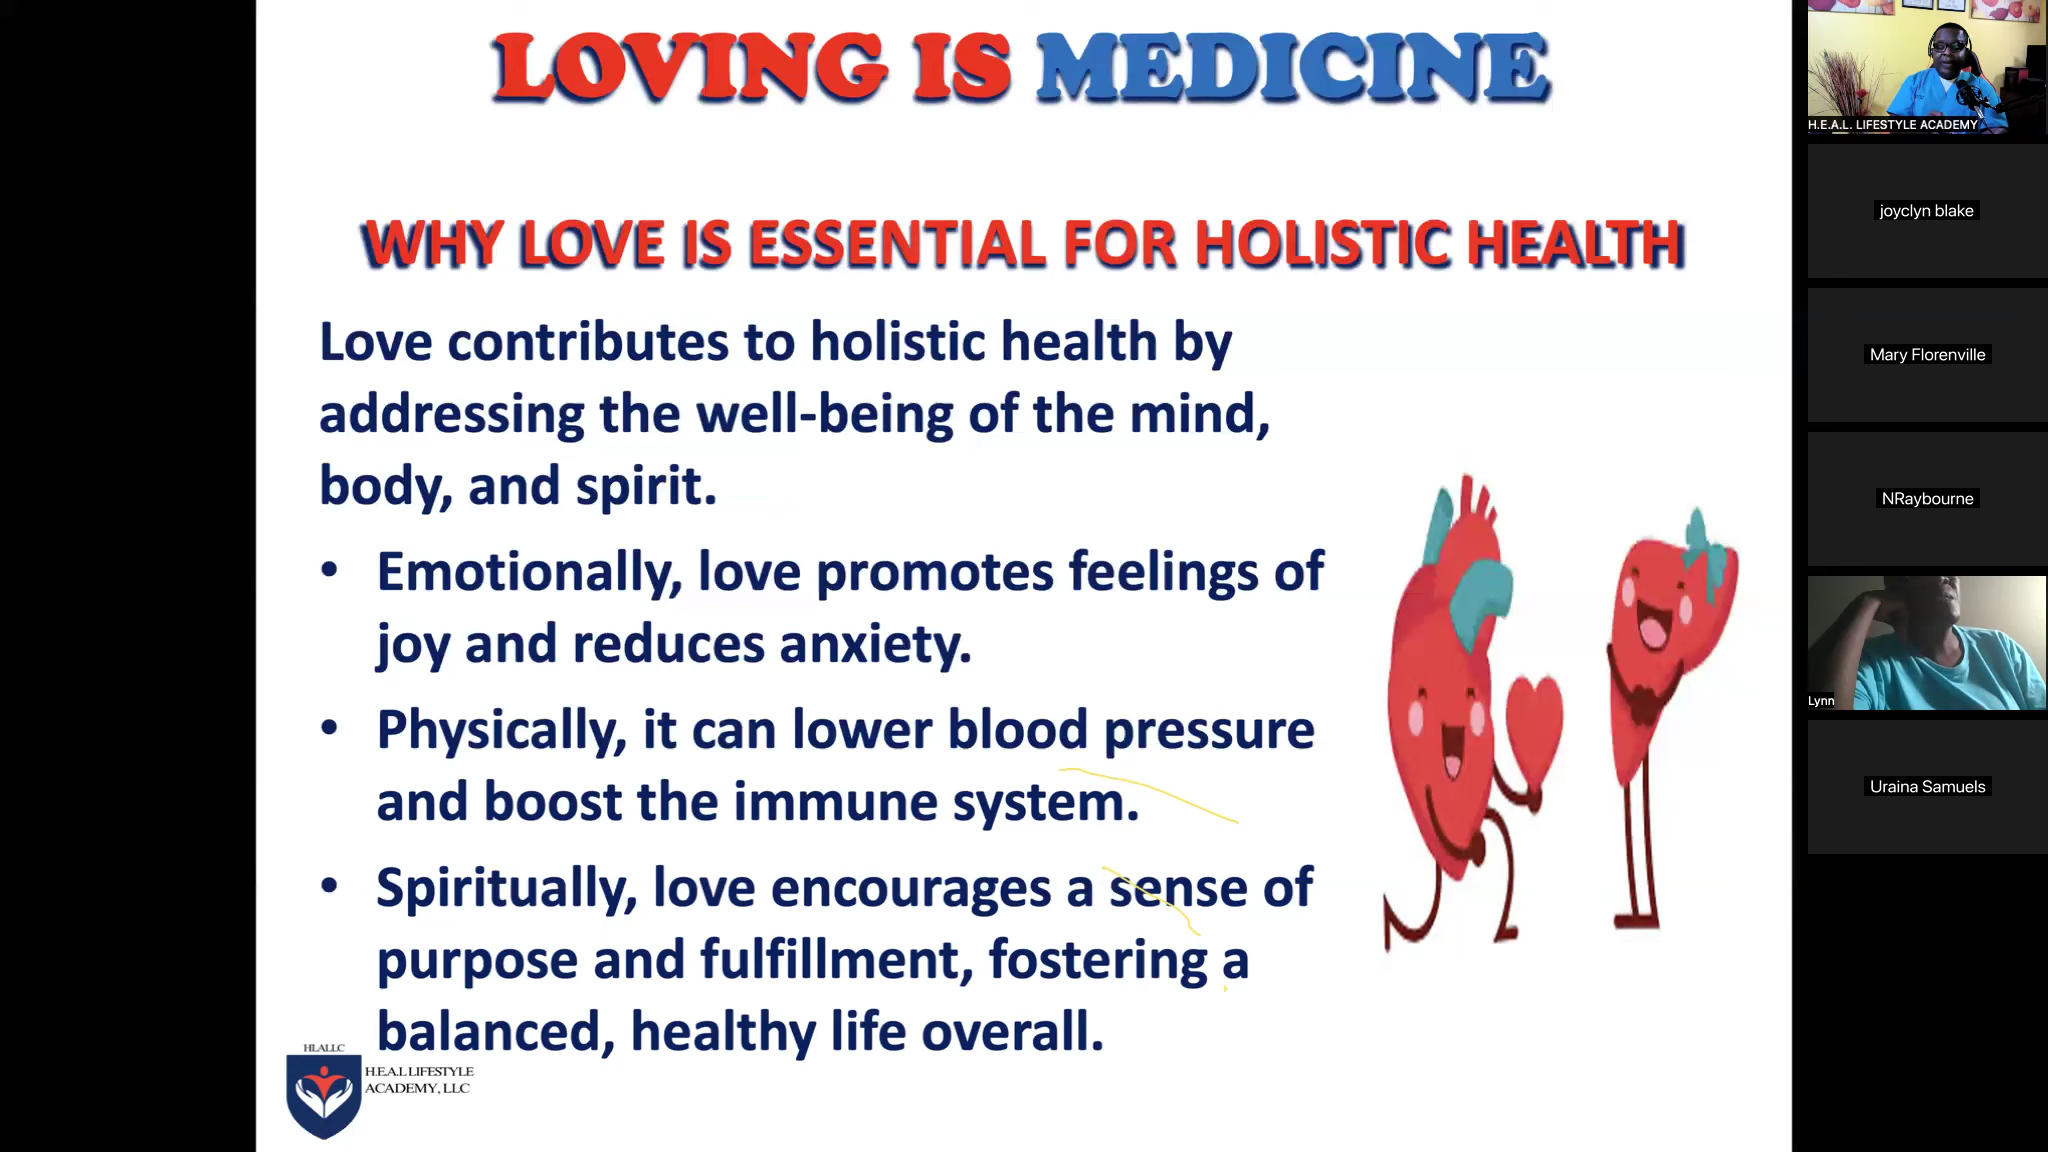 LOVING IS MEDICINE
WHY LOVE IS ESSENTIAL FOR HOLISTIC HEALTH
Love contributes to holistic health by
addressing the well-being of the mind,
body, and spirit.
• Emotionally, love promotes feelings of
joy and reduces anxiety.
• Physically, it can lower blood pressure
and boost the immune system.
• Spiritually, love encourages a sense of
purpose and fulfillment, fostering a
balanced, healthy life overall.
HLALLC
H.E.A.L LIFESTYLE
ACADEMY, LLC
H.E.A.L. LIFESTYLE ACADEMY
joyclyn blake
Mary Florenville
NRaybourne
Lynn
Uraina Samuels